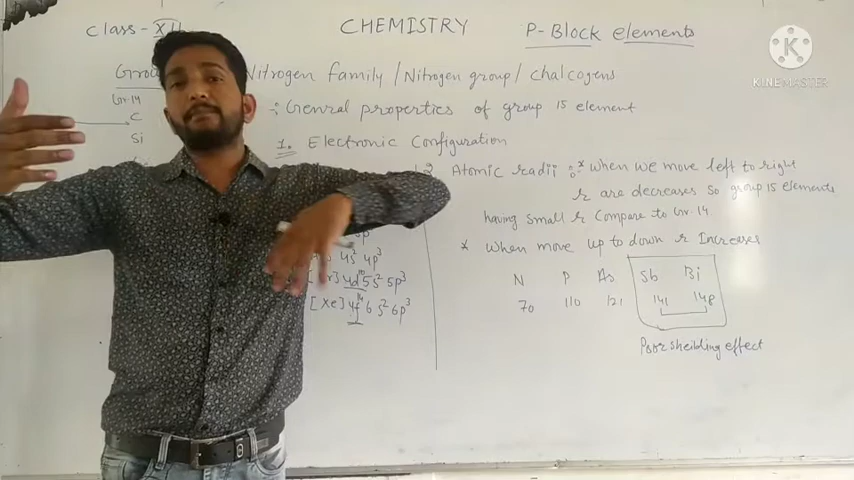 Class-XII
CHEMISTRY
P-Block elements
Nitrogen Family / Nitrogen group / chalcogens
Gr-14
C
Si
:- Genral properties of group 15 element
1. Electronic Configuration
4s² 4p³
4d¹⁰ 5s² 5p³
[Xe] 4f¹⁴ 6s² 6p³
2 Atomic radii :- * when we move left to right
r are decreases so group 15 elements
having small r Compare to Gr.14
* when move up to down r Increases
N P As Sb Bi
70 110 121 141 148
Poor sheilding effect
K
KINEMASTER